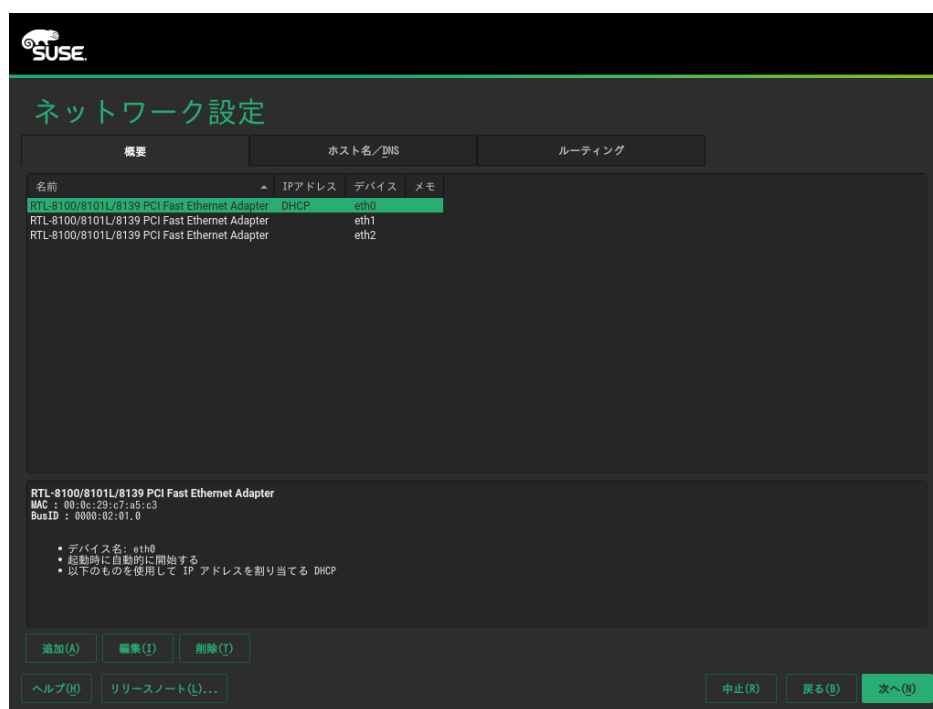 SUSE.
ネットワーク設定
概要 ホスト名/DNS ルーティング
名前 IPアドレス デバイス メモ
RTL-8100/8101L/8139 PCI Fast Ethernet Adapter DHCP eth0
RTL-8100/8101L/8139 PCI Fast Ethernet Adapter eth1
RTL-8100/8101L/8139 PCI Fast Ethernet Adapter eth2
RTL-8100/8101L/8139 PCI Fast Ethernet Adapter
MAC : 00:0c:29:c7:a5:c3
BusID : 0000:02:01.0
• デバイス名: eth0
• 起動時に自動的に開始する
• 以下のものを使用して IP アドレスを割り当てる DHCP
追加(A) 編集(I) 削除(T)
ヘルプ(H) リリースノート(L)... 中止(R) 戻る(B) 次へ(N)